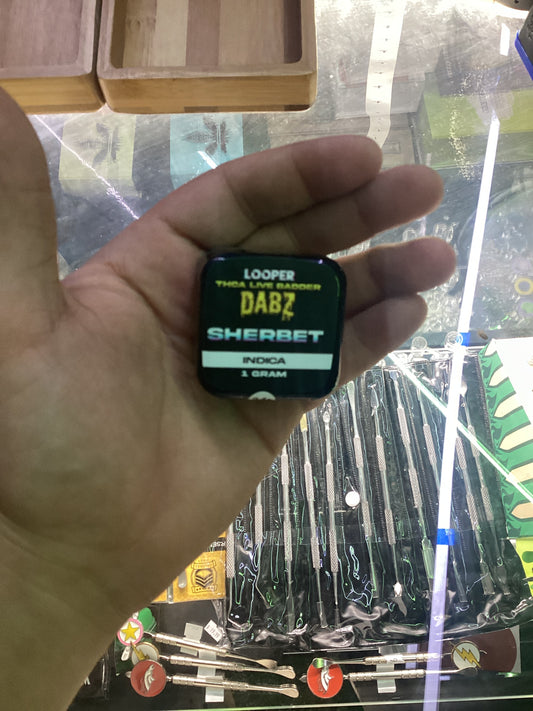 LOOPER
THCA LIVE BADDER
DABZ
SHERBET
INDICA
1 GRAM